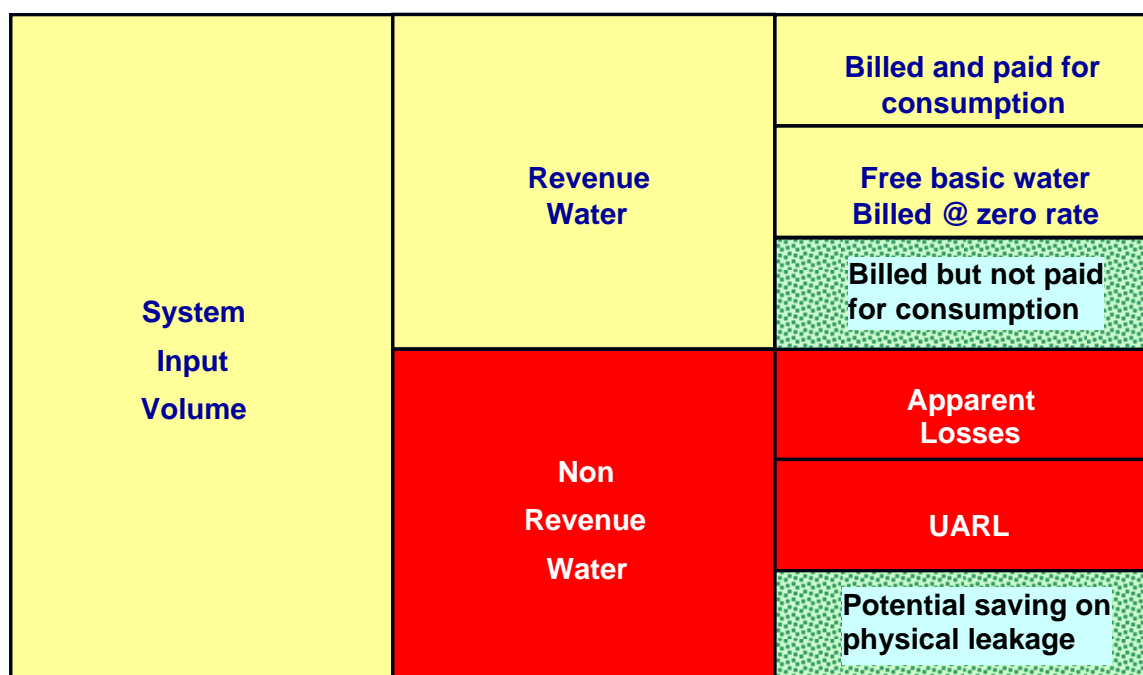 System
Input
Volume
Revenue
Water
Non
Revenue
Water
Billed and paid for
consumption
Free basic water
Billed @ zero rate
Billed but not paid
for consumption
Apparent
Losses
UARL
Potential saving on
physical leakage